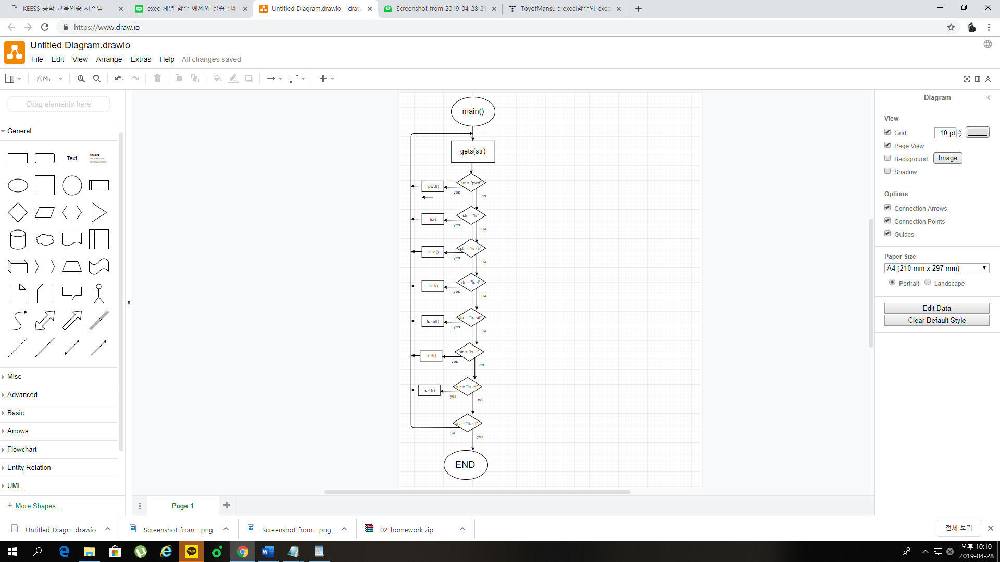 KEESS 공학 교육인증 시스템
exec 계열 함수 예제와 실습 : 네
Untitled Diagram.drawio - draw
Screenshot from 2019-04-28 21
ToyofMansu :: execl함수와 exec
https://www.draw.io
Untitled Diagram.drawio
File Edit View Arrange Extras Help All changes saved
70%
Drag elements here
General
Text
Heading
Misc
Advanced
Basic
Arrows
Flowchart
Entity Relation
UML
+ More Shapes...
main()
gets(str)
str = "pwd"
pwd()
yes
no
str = "ls"
ls()
yes
no
str = "ls -a"
ls -a()
yes
no
str = "ls -l"
ls -l()
yes
no
str = "ls -al"
ls -al()
yes
no
str = "ls -t"
ls -t()
yes
no
str = "ls -rt"
ls -rt()
yes
no
str = "ls -rt"
no
yes
END
Page-1
Diagram
View
Grid 10 pt
Page View
Background Image
Shadow
Options
Connection Arrows
Connection Points
Guides
Paper Size
A4 (210 mm x 297 mm)
Portrait Landscape
Edit Data
Clear Default Style
Untitled Diagr....drawio
Screenshot from....png
Screenshot from....png
02_homework.zip
전체 보기
TALK
오후 10:10
2019-04-28